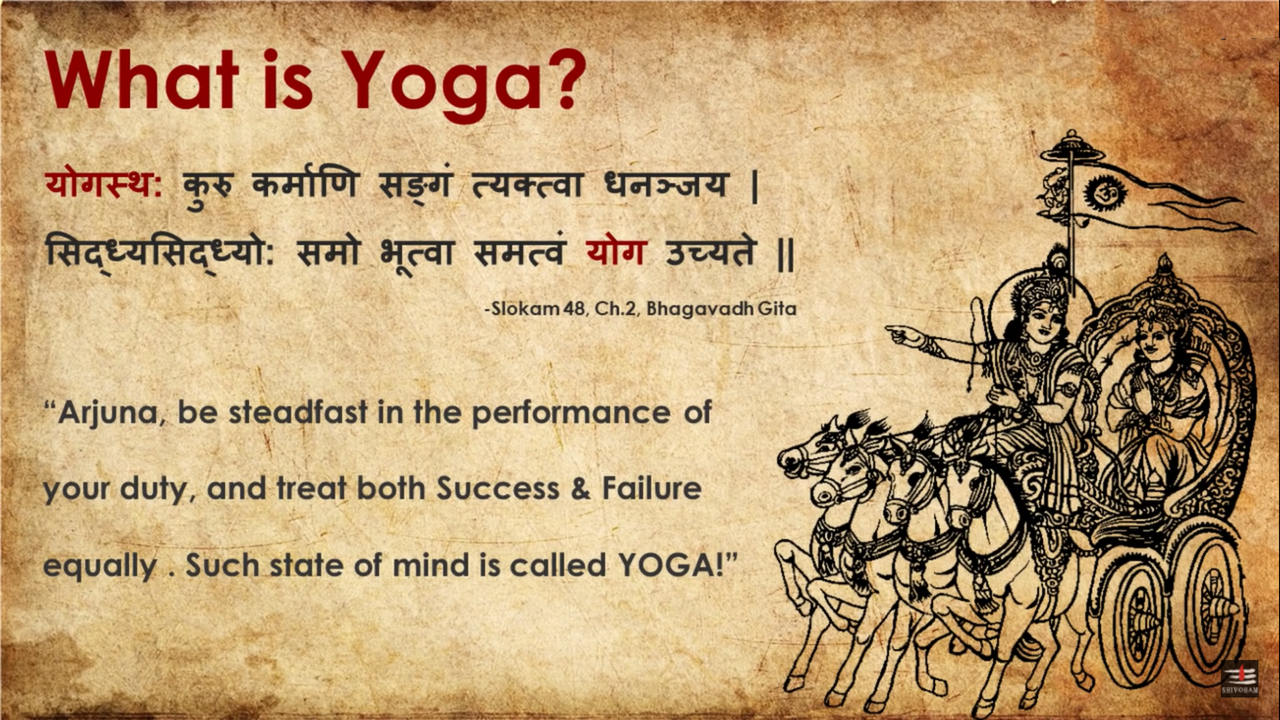 What is Yoga?
योगस्थ: कुरु कर्माणि सङ्गं त्यक्त्वा धनञ्जय |
सिद्ध्यसिद्ध्यो: समो भूत्वा समत्वं योग उच्यते ||
-Slokam 48, Ch.2, Bhagavadh Gita
“Arjuna, be steadfast in the performance of
your duty, and treat both Success & Failure
equally . Such state of mind is called YOGA!”
ॐ
SHIVOHAM